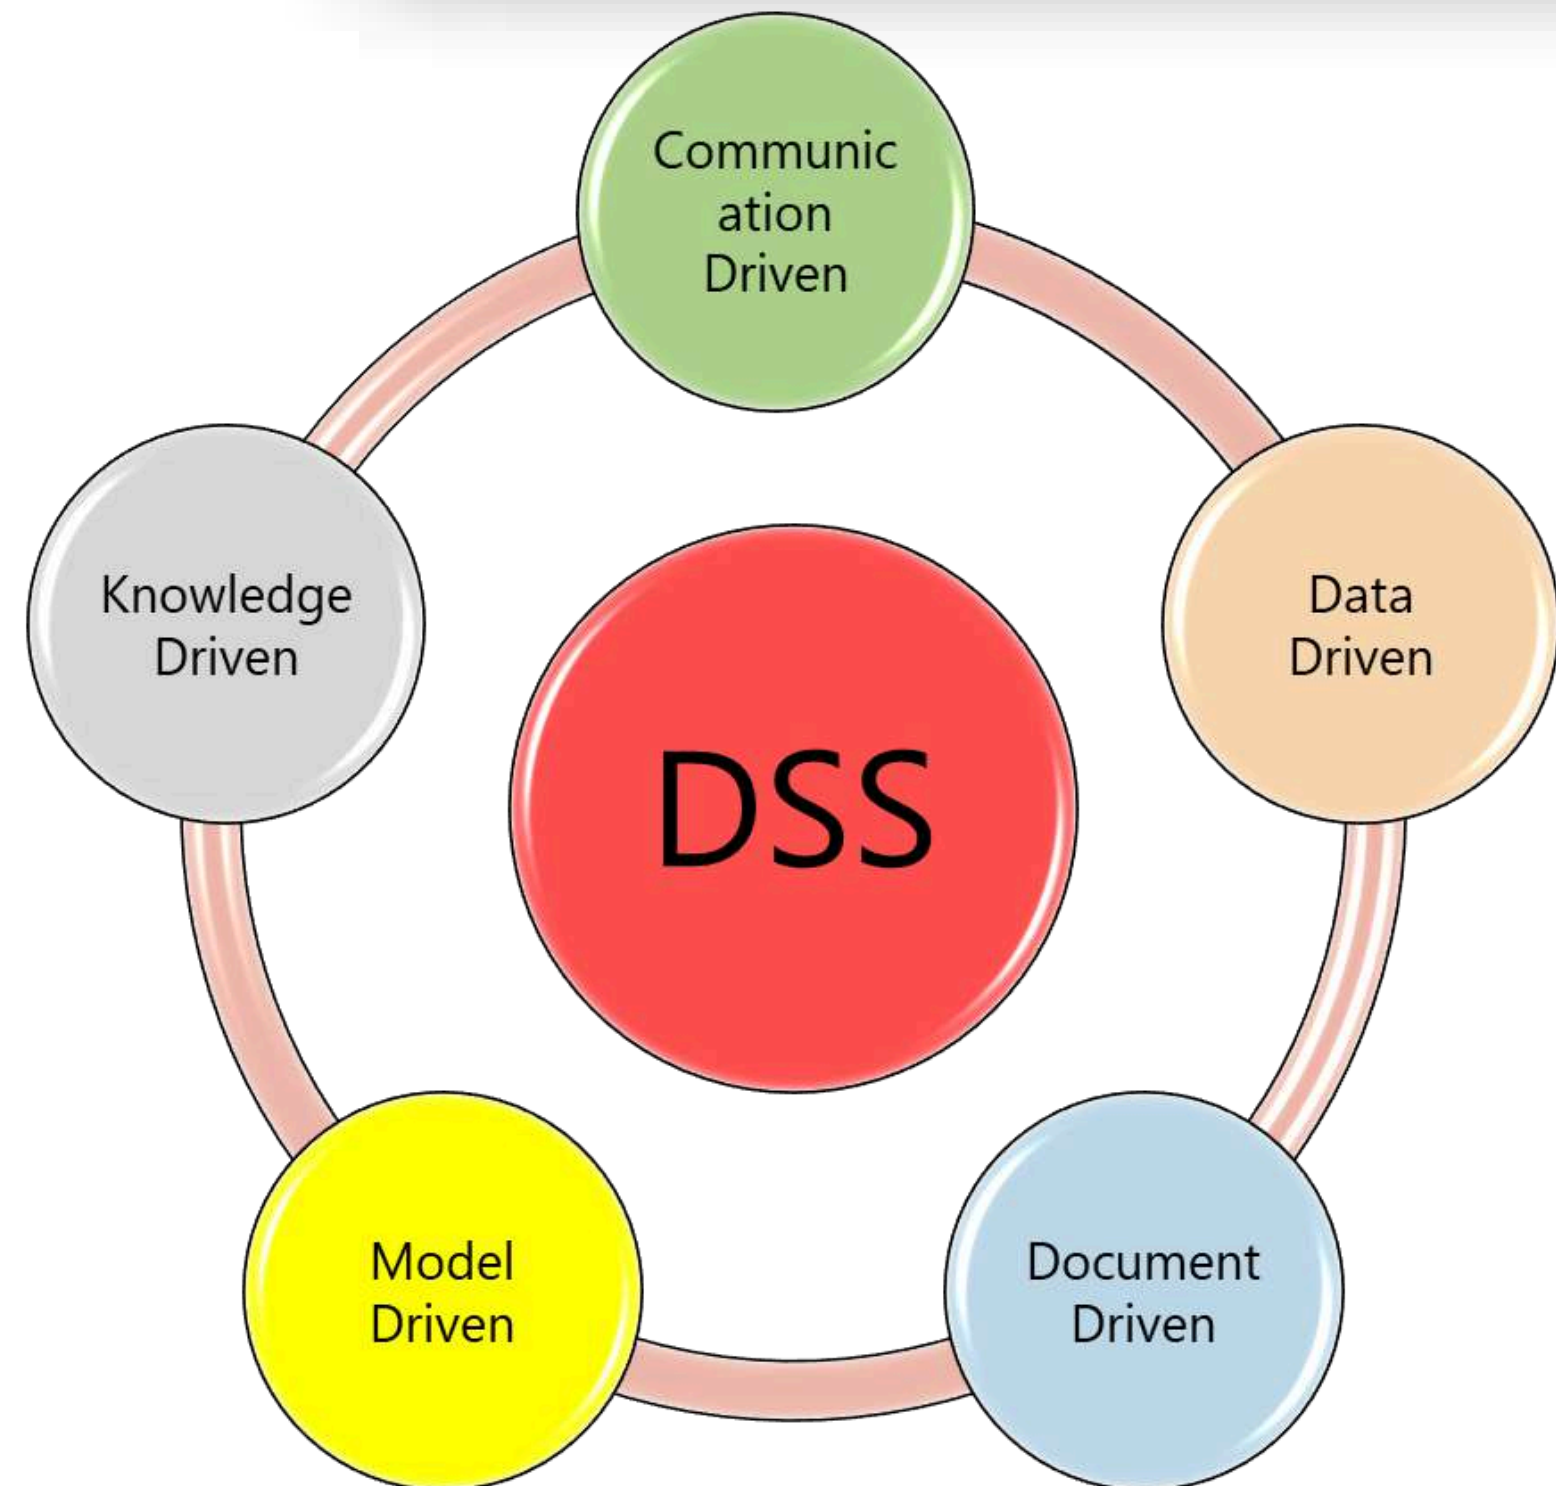 Communic
ation
Driven
Knowledge
Driven
Data
Driven
DSS
Model
Driven
Document
Driven